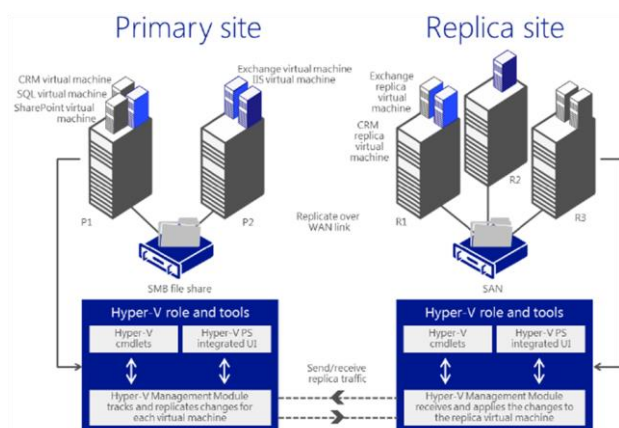 Primary site
Replica site
CRM virtual machine
SQL virtual machine
SharePoint virtual
machine
Exchange virtual machine
IIS virtual machine
Exchange
replica
virtual
machine
CRM
replica
virtual
machine
P1
P2
R1
R2
R3
Replicate over
WAN link
SMB file share
SAN
Hyper-V role and tools
Hyper-V
cmdlets
Hyper-V PS
integrated UI
Hyper-V Management Module
tracks and replicates changes for
each virtual machine
Send/receive
replica traffic
Hyper-V role and tools
Hyper-V
cmdlets
Hyper-V PS
integrated UI
Hyper-V Management Module
receives and applies the changes to
the replica virtual machine